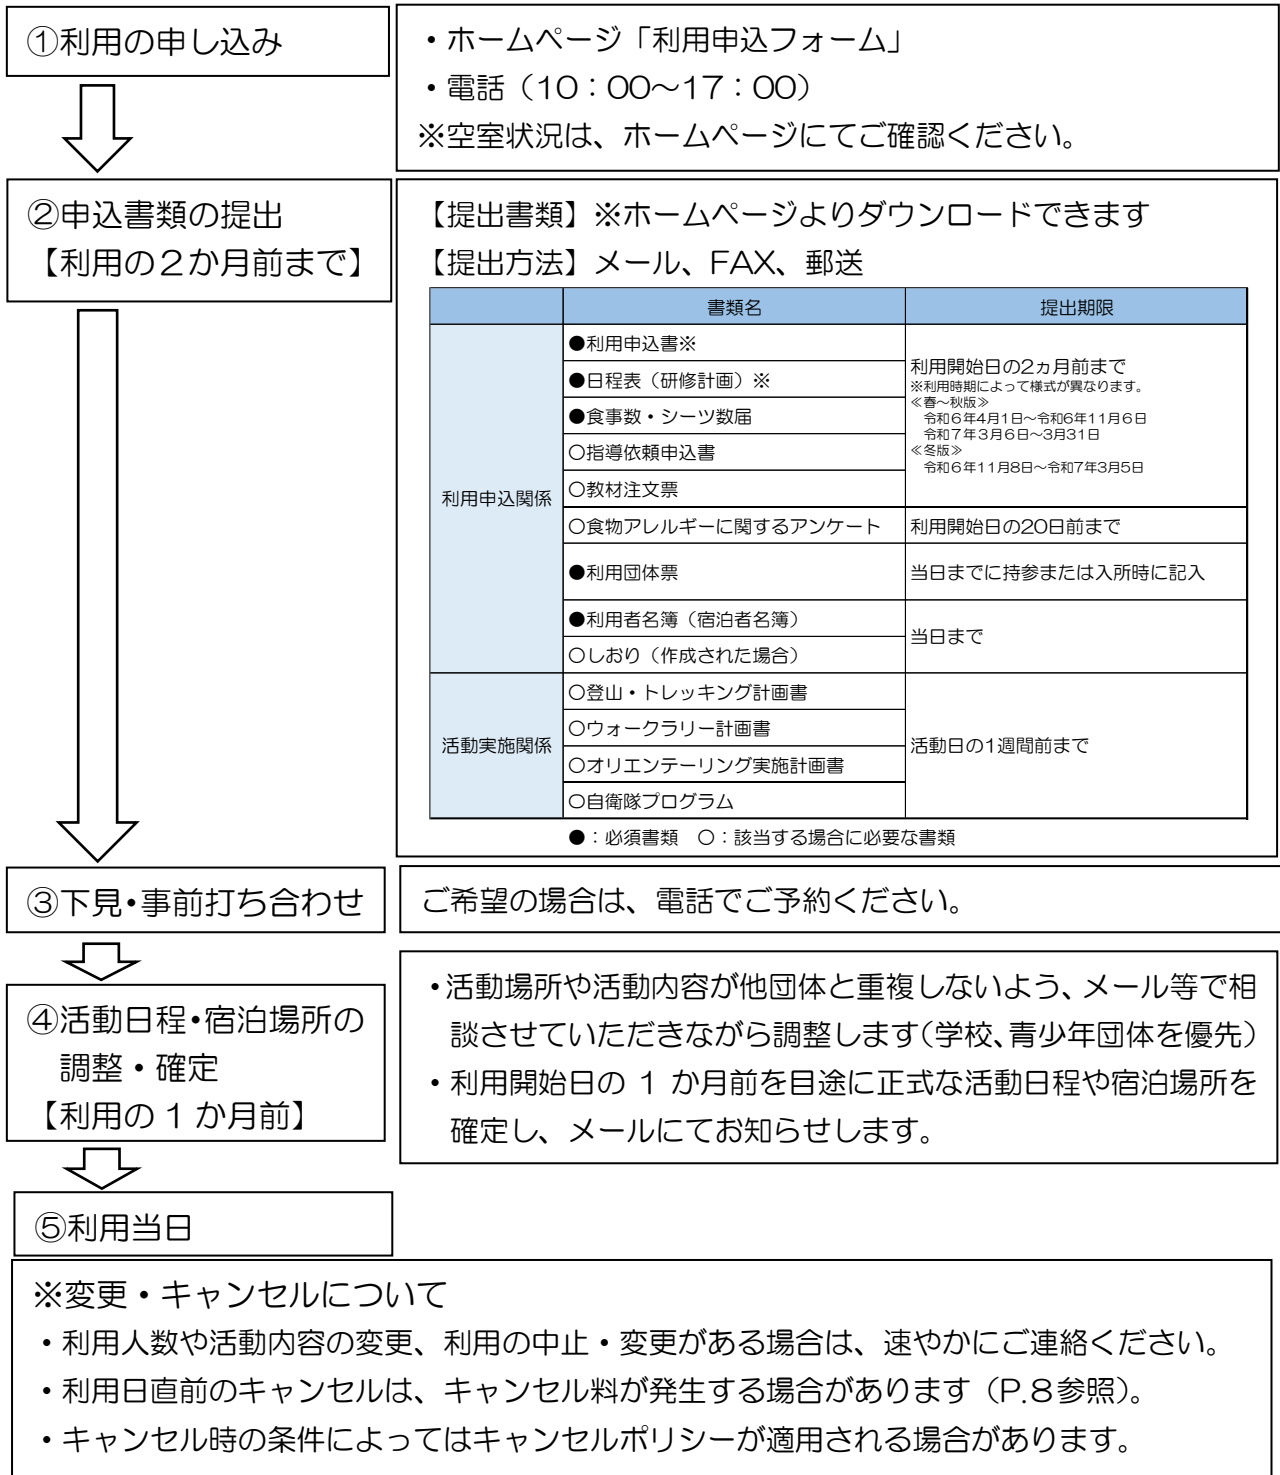 ①利用の申し込み
・ホームページ「利用申込フォーム」
・電話（10：00～17：00）
※空室状況は、ホームページにてご確認ください。
②申込書類の提出
【利用の２か月前まで】
【提出書類】※ホームページよりダウンロードできます
【提出方法】メール、FAX、郵送
書類名
提出期限
利用申込関係
●利用申込書※
●日程表（研修計画）※
●食事数・シーツ数届
○指導依頼申込書
○教材注文票
利用開始日の2ヵ月前まで
※利用時期によって様式が異なります。
≪春～秋版≫
令和６年4月1日～令和6年11月6日
令和７年３月６日～3月31日
≪冬版≫
令和６年11月8日～令和7年3月5日
○食物アレルギーに関するアンケート
利用開始日の20日前まで
●利用団体票
当日までに持参または入所時に記入
●利用者名簿（宿泊者名簿）
○しおり（作成された場合）
当日まで
活動実施関係
○登山・トレッキング計画書
○ウォークラリー計画書
○オリエンテーリング実施計画書
○自衛隊プログラム
活動日の1週間前まで
●：必須書類　○：該当する場合に必要な書類
③下見・事前打ち合わせ
ご希望の場合は、電話でご予約ください。
④活動日程・宿泊場所の
調整・確定
【利用の 1 か月前】
・活動場所や活動内容が他団体と重複しないよう、メール等で相
談させていただきながら調整します（学校、青少年団体を優先）
・利用開始日の 1 か月前を目途に正式な活動日程や宿泊場所を
確定し、メールにてお知らせします。
⑤利用当日
※変更・キャンセルについて
・利用人数や活動内容の変更、利用の中止・変更がある場合は、速やかにご連絡ください。
・利用日直前のキャンセルは、キャンセル料が発生する場合があります（P.８参照）。
・キャンセル時の条件によってはキャンセルポリシーが適用される場合があります。